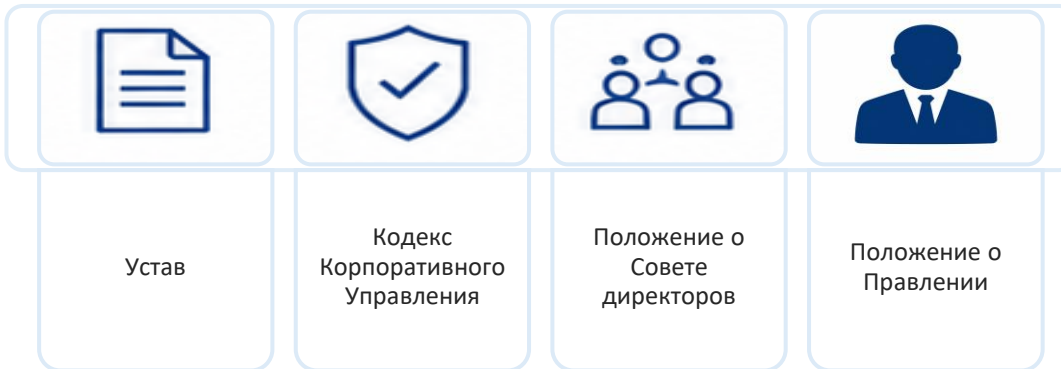 Устав
Кодекс
Корпоративного
Управления
Положение о
Совете
директоров
Положение о
Правлении